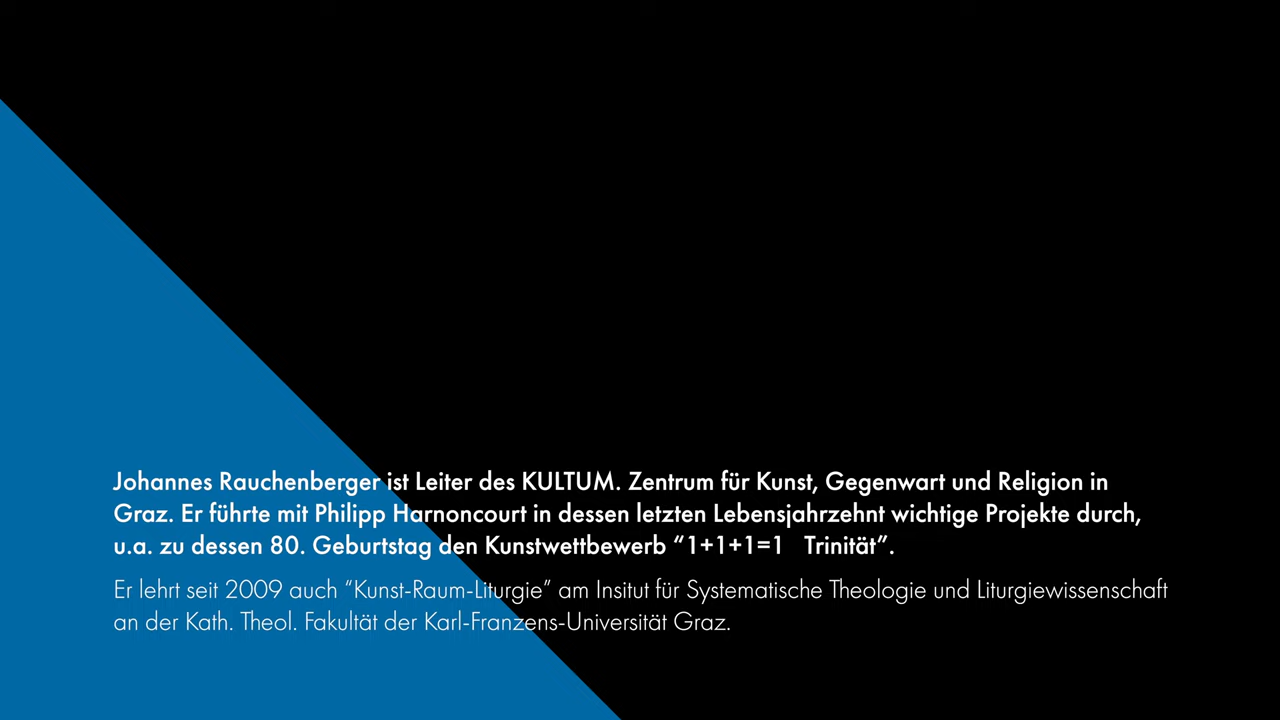 Johannes Rauchenberger ist Leiter des KULTUM. Zentrum für Kunst, Gegenwart und Religion in
Graz. Er führte mit Philipp Harnoncourt in dessen letzten Lebensjahrzehnt wichtige Projekte durch,
u.a. zu dessen 80. Geburtstag den Kunstwettbewerb “1+1+1=1   Trinität”.
Er lehrt seit 2009 auch “Kunst-Raum-Liturgie” am Insitut für Systematische Theologie und Liturgiewissenschaft
an der Kath. Theol. Fakultät der Karl-Franzens-Universität Graz.